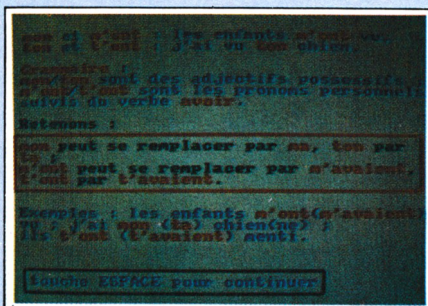 mon et m'ont : les enfants m'ont vu.
ton et t'ont : j'ai vu ton chien.
Grammaire :
mon/ton sont des adjectifs possessifs
m'ont/t'ont sont les pronoms personnels
suivis du verbe avoir.
Retenons :
mon peut se remplacer par ma, ton par
ta ;
m'ont peut se remplacer par m'avaient,
t'ont par t'avaient.
Exemples : les enfants m'ont(m'avaient)
vu ; j'ai mon (ta) chien(ne) ;
ils t'ont (t'avaient) menti.
touche ESPACE pour continuer